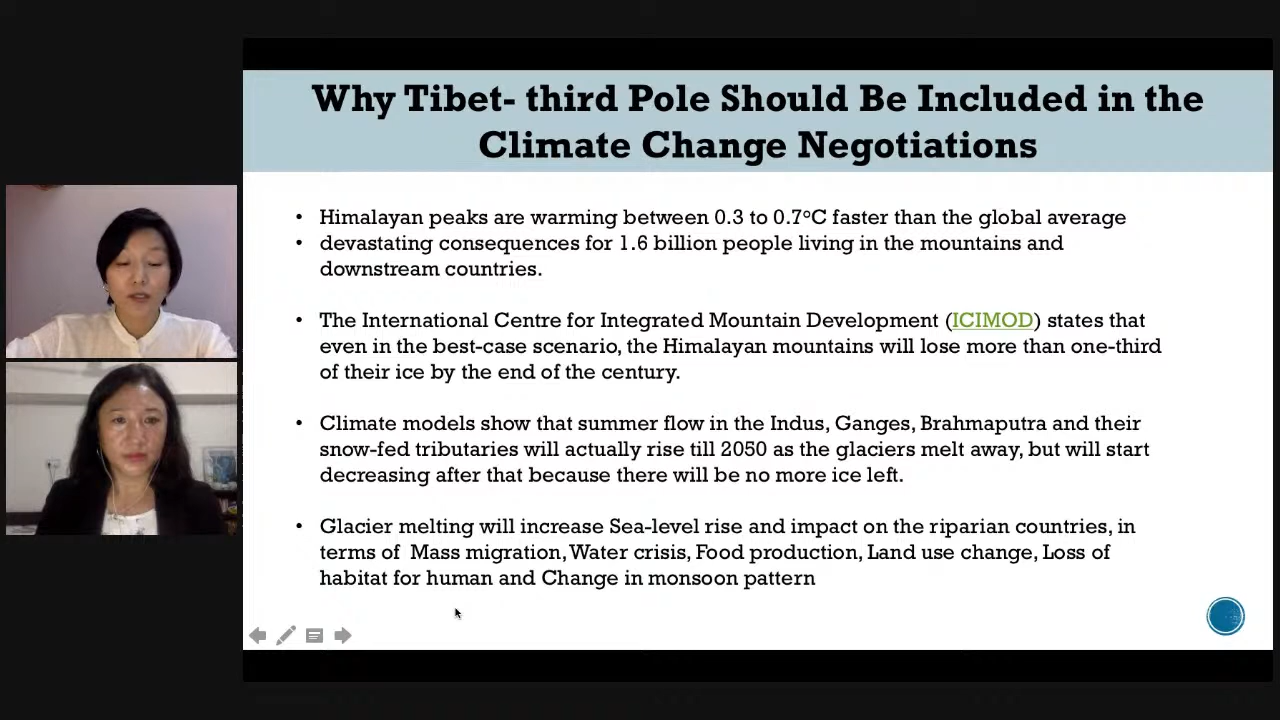 Why Tibet- third Pole Should Be Included in the
Climate Change Negotiations
• Himalayan peaks are warming between 0.3 to 0.7°C faster than the global average
• devastating consequences for 1.6 billion people living in the mountains and
downstream countries.
• The International Centre for Integrated Mountain Development (ICIMOD) states that
even in the best-case scenario, the Himalayan mountains will lose more than one-third
of their ice by the end of the century.
• Climate models show that summer flow in the Indus, Ganges, Brahmaputra and their
snow-fed tributaries will actually rise till 2050 as the glaciers melt away, but will start
decreasing after that because there will be no more ice left.
• Glacier melting will increase Sea-level rise and impact on the riparian countries, in
terms of  Mass migration, Water crisis, Food production, Land use change, Loss of
habitat for human and Change in monsoon pattern